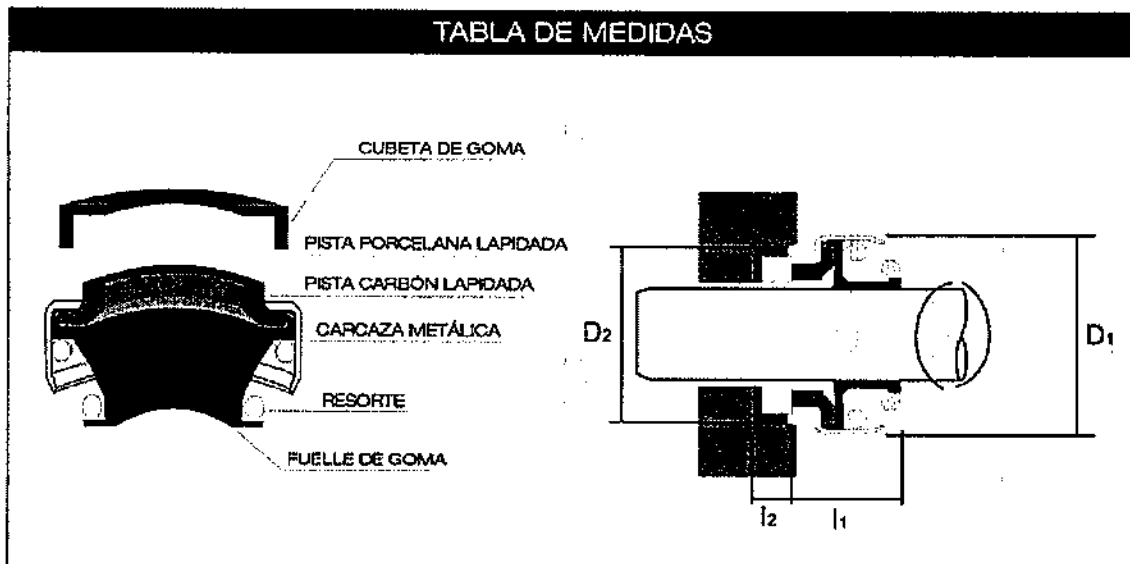 TABLA DE MEDIDAS
CUBETA DE GOMA
PISTA PORCELANA LAPIDADA
PISTA CARBÓN LAPIDADA
CARCAZA METÁLICA
RESORTE
FUELLE DE GOMA
D2
D1
l2
l1